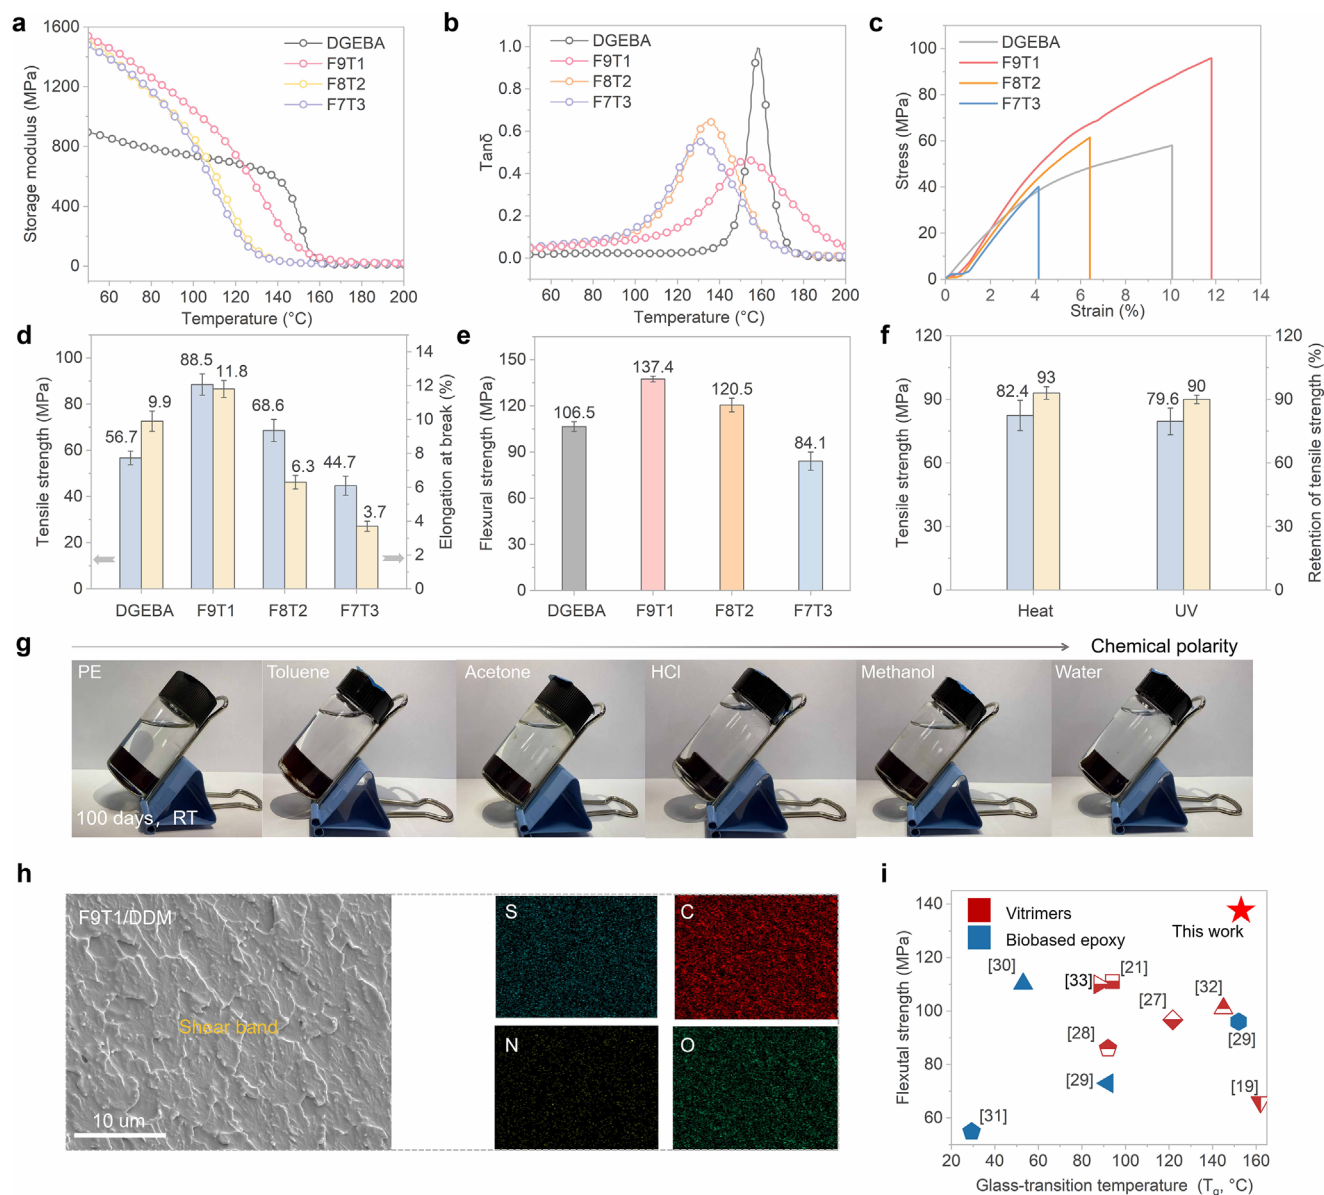 a
1600
1200
800
400
0
Storage modulus (MPa)
DGEBA
F9T1
F8T2
F7T3
60 80 100 120 140 160 180 200
Temperature (°C)
b
1.0
0.8
0.6
0.4
0.2
0.0
Tanδ
DGEBA
F9T1
F8T2
F7T3
60 80 100 120 140 160 180 200
Temperature (°C)
c
100
80
60
40
20
0
Stress (MPa)
DGEBA
F9T1
F8T2
F7T3
0 2 4 6 8 10 12 14
Strain (%)
d
100
80
60
40
20
0
Tensile strength (MPa)
56.7 9.9 88.5 11.8 68.6 6.3 44.7 3.7
14
12
10
8
6
4
2
0
Elongation at break (%)
DGEBA F9T1 F8T2 F7T3
e
150
120
90
60
30
0
Flexural strength (MPa)
106.5 137.4 120.5 84.1
DGEBA F9T1 F8T2 F7T3
f
120
90
60
30
0
Tensile strength (MPa)
82.4 93 79.6 90
120
90
60
30
0
Retention of tensile strength (%)
Heat UV
g
Chemical polarity
PE Toluene Acetone HCl Methanol Water
100 days, RT
h
F9T1/DDM
Shear band
10 um
S C
N O
i
140
120
100
80
60
Flexutal strength (MPa)
Vitrimers
Biobased epoxy
This work
[30] [33] [21]
[27] [32]
[28] [29]
[29] [19]
[31]
20 40 60 80 100 120 140 160
Glass-transition temperature (Tg, °C)